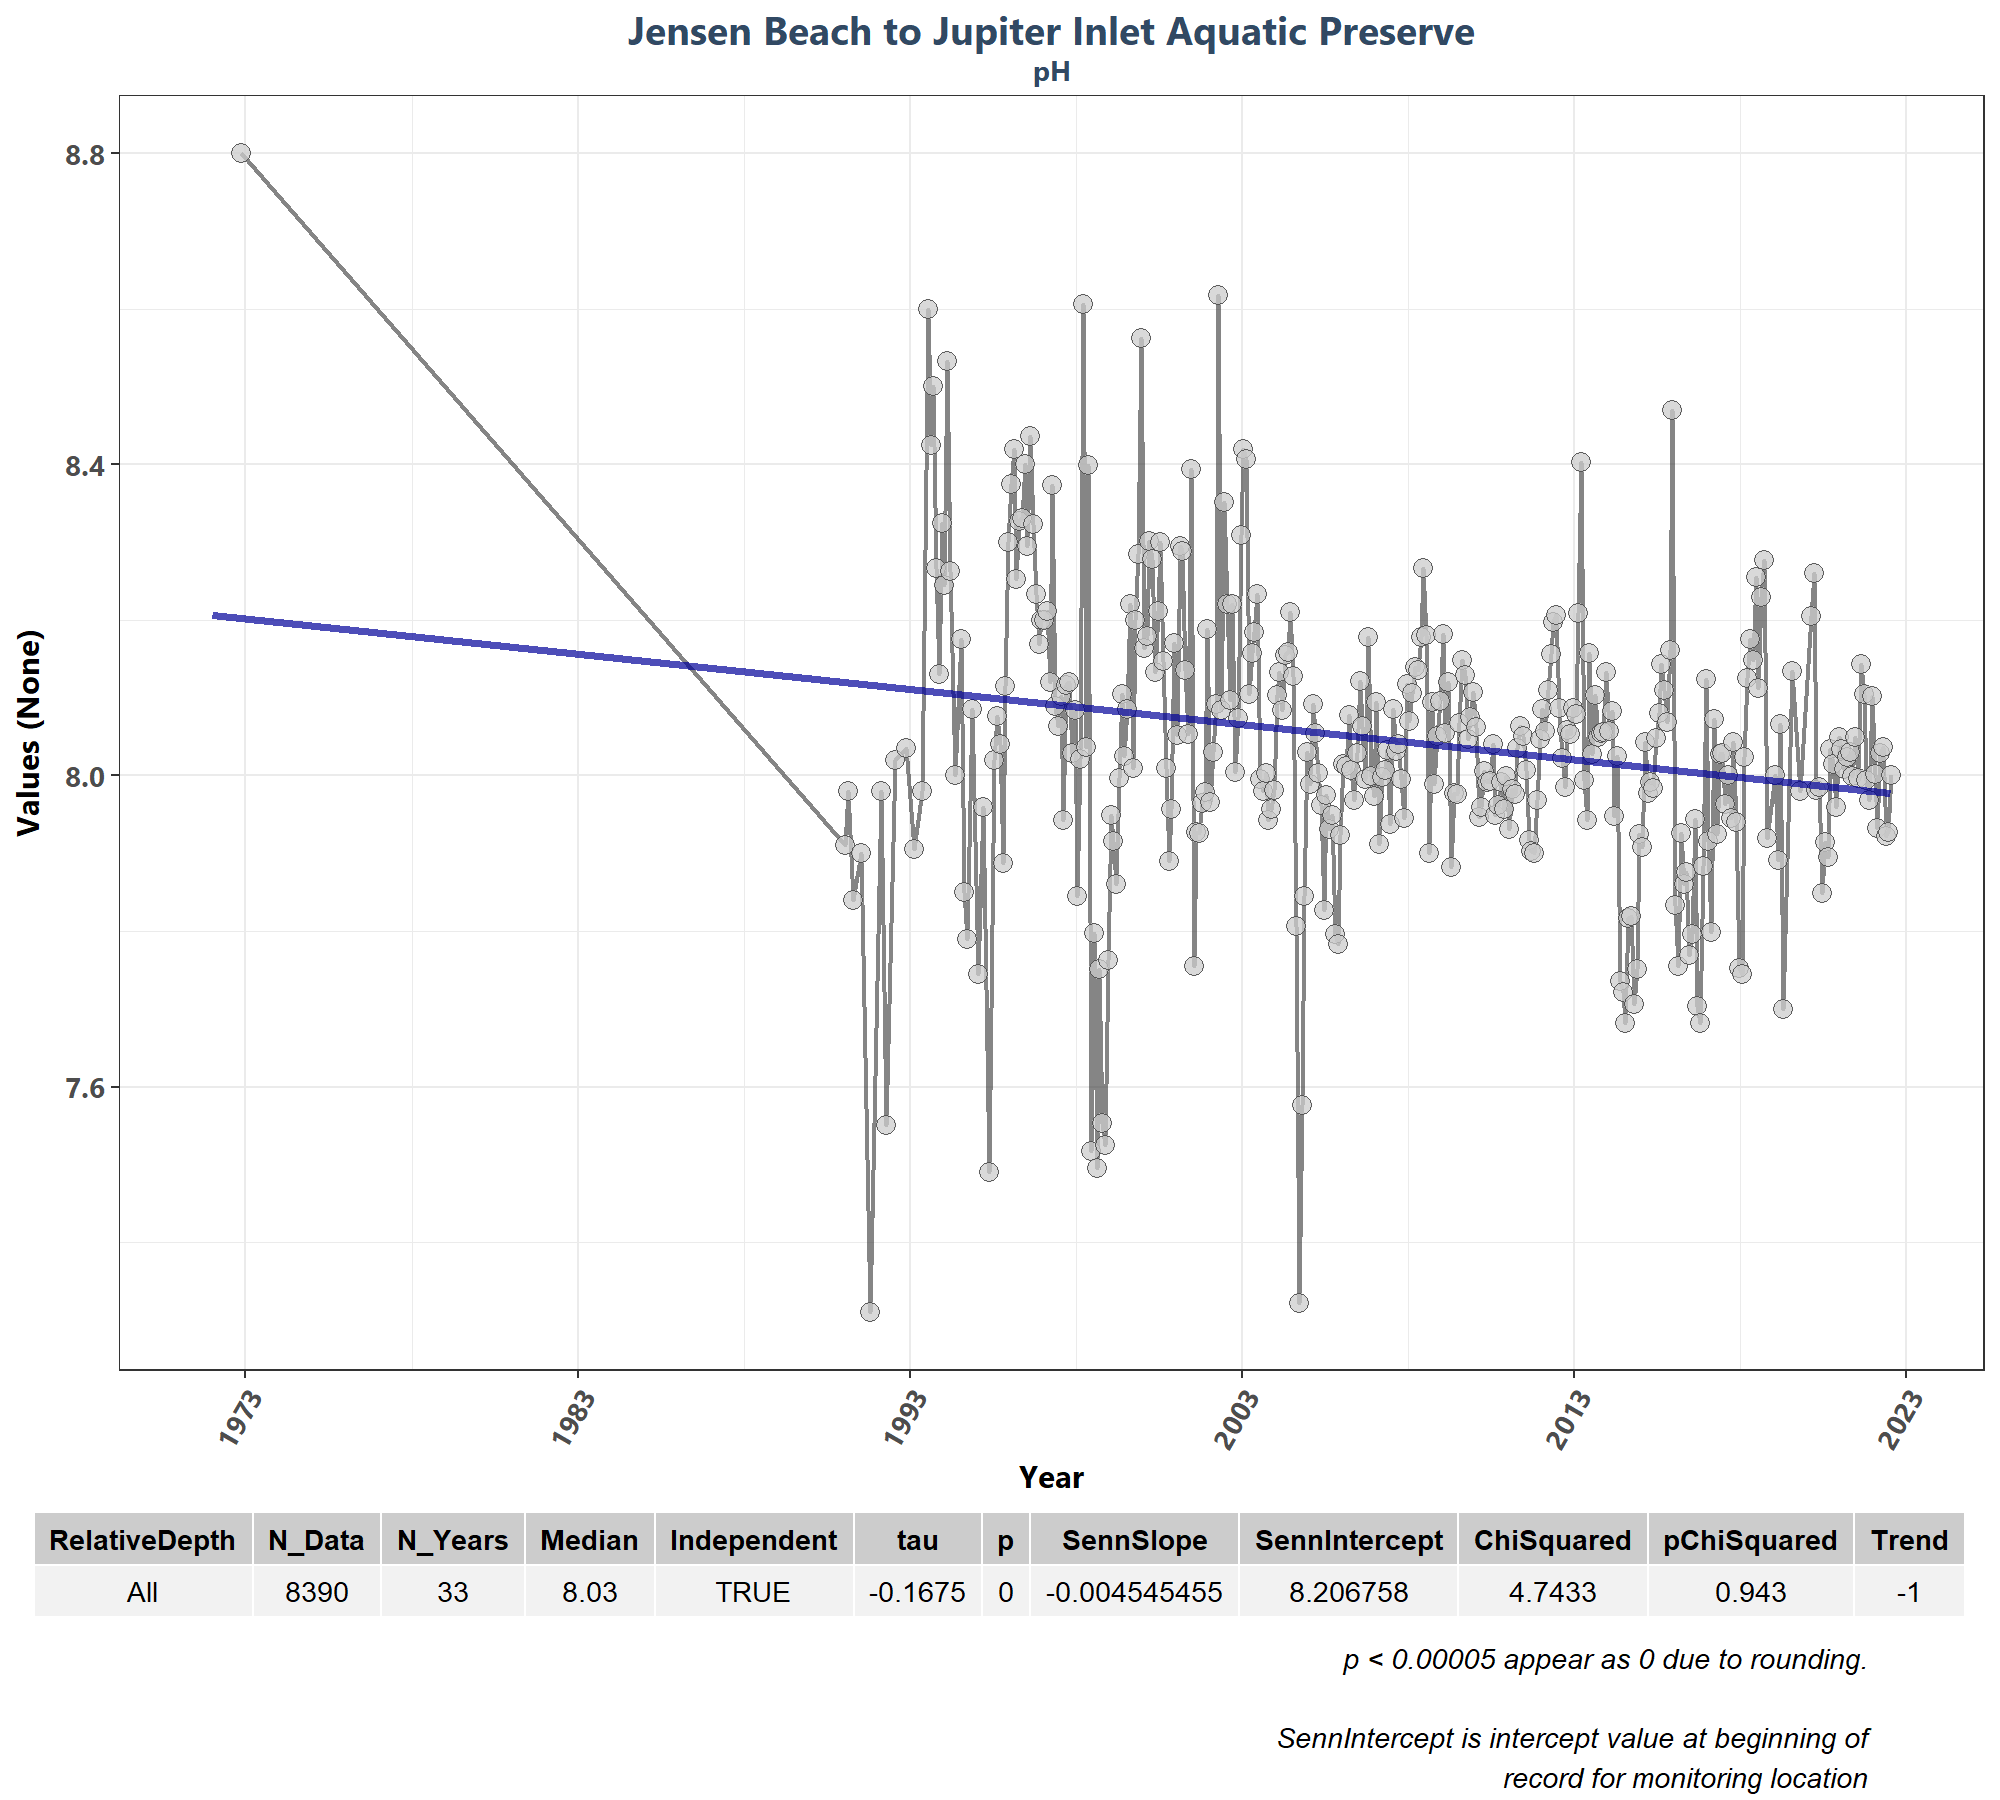 Jensen Beach to Jupiter Inlet Aquatic Preserve
pH
Values (None)
8.8
8.4
8.0
7.6
1973
1983
1993
2003
2013
2023
Year
RelativeDepth N_Data N_Years Median Independent tau p SennSlope SennIntercept ChiSquared pChiSquared Trend
All 8390 33 8.03 TRUE -0.1675 0 -0.004545455 8.206758 4.7433 0.943 -1
p < 0.00005 appear as 0 due to rounding.
SennIntercept is intercept value at beginning of
record for monitoring location